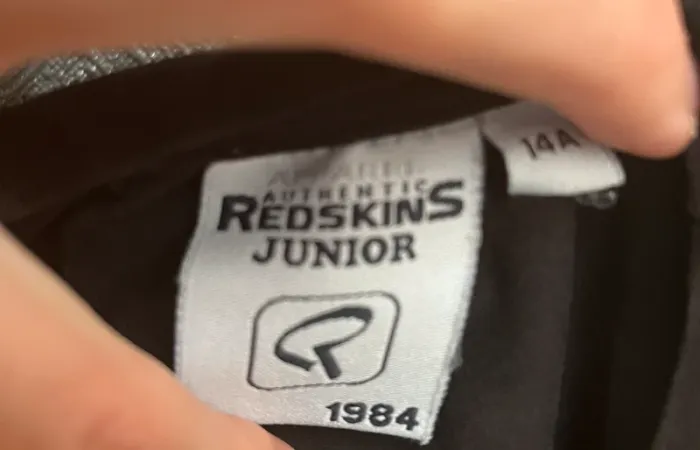 AUTHENTIC
REDSKINS
JUNIOR
1984
14A